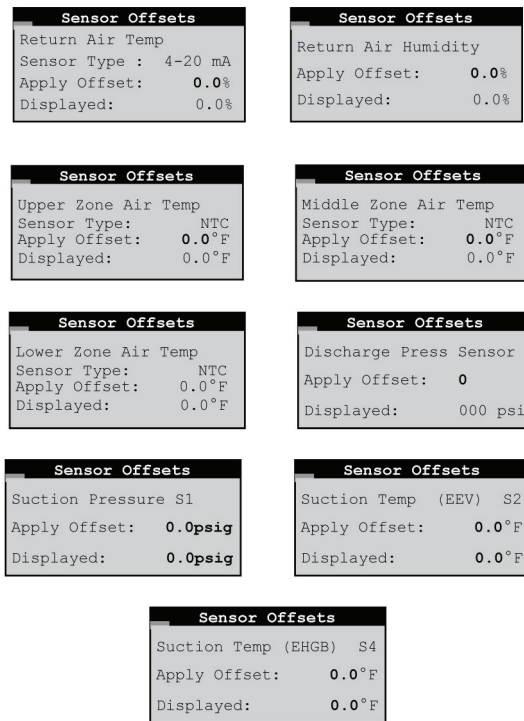 Sensor Offsets
Return Air Temp
Sensor Type : 4-20 mA
Apply Offset: 0.0%
Displayed: 0.0%
Sensor Offsets
Return Air Humidity
Apply Offset: 0.0%
Displayed: 0.0%
Sensor Offsets
Upper Zone Air Temp
Sensor Type: NTC
Apply Offset: 0.0°F
Displayed: 0.0°F
Sensor Offsets
Middle Zone Air Temp
Sensor Type: NTC
Apply Offset: 0.0°F
Displayed: 0.0°F
Sensor Offsets
Lower Zone Air Temp
Sensor Type: NTC
Apply Offset: 0.0°F
Displayed: 0.0°F
Sensor Offsets
Discharge Press Sensor
Apply Offset: 0
Displayed: 000 psi
Sensor Offsets
Suction Pressure S1
Apply Offset: 0.0psig
Displayed: 0.0psig
Sensor Offsets
Suction Temp (EEV) S2
Apply Offset: 0.0°F
Displayed: 0.0°F
Sensor Offsets
Suction Temp (EHGB) S4
Apply Offset: 0.0°F
Displayed: 0.0°F